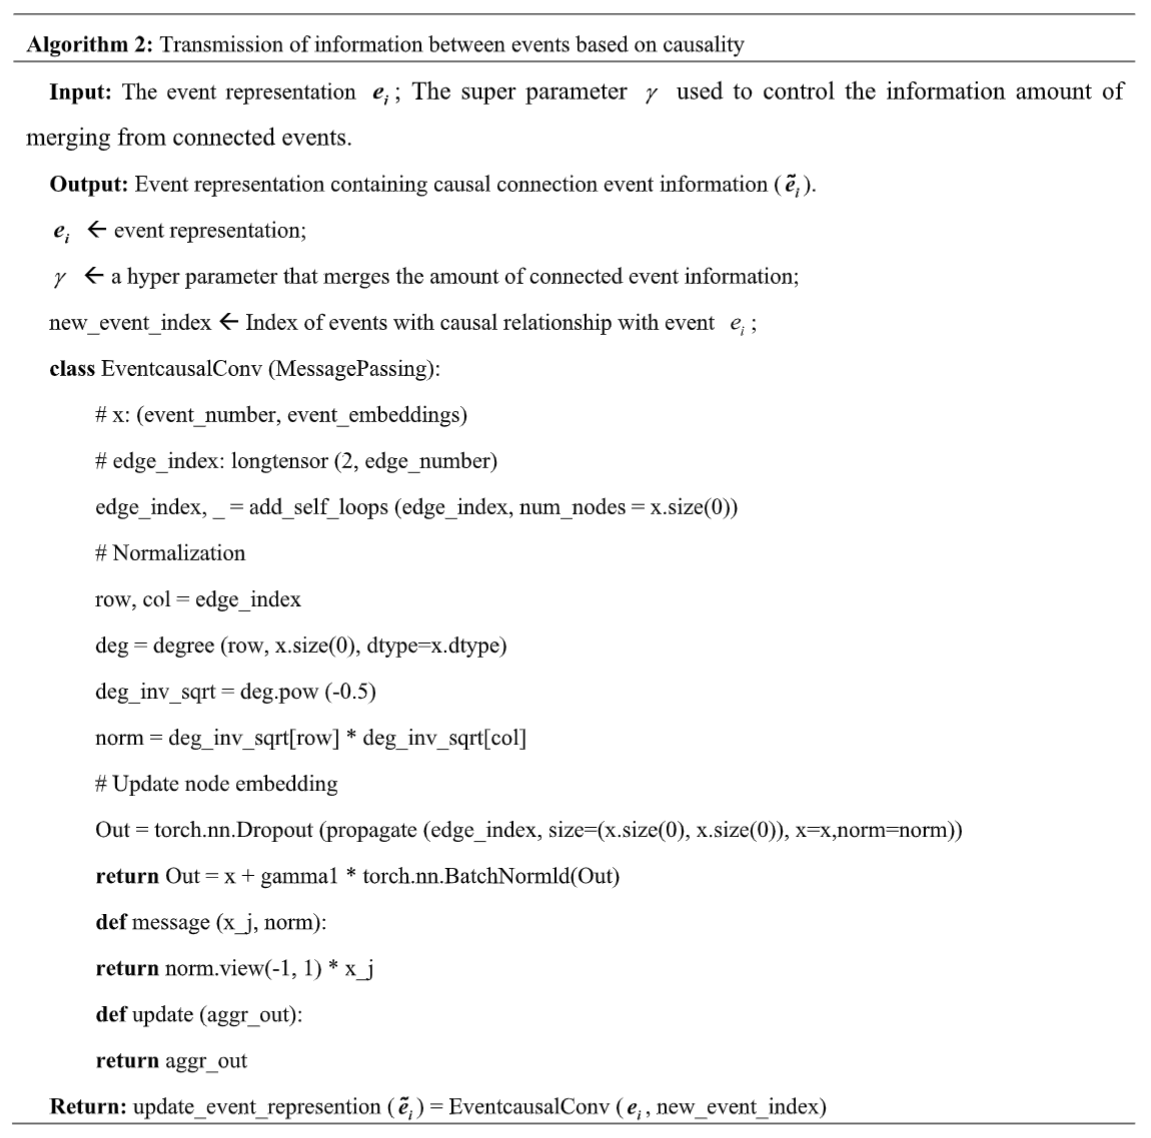 Algorithm 2: Transmission of information between events based on causality
Input: The event representation e_i; The super parameter γ used to control the information amount of
merging from connected events.
Output: Event representation containing causal connection event information (ẽ_i).
e_i ← event representation;
γ ← a hyper parameter that merges the amount of connected event information;
new_event_index ← Index of events with causal relationship with event e_i;
class EventcausalConv (MessagePassing):
# x: (event_number, event_embeddings)
# edge_index: longtensor (2, edge_number)
edge_index, _ = add_self_loops (edge_index, num_nodes = x.size(0))
# Normalization
row, col = edge_index
deg = degree (row, x.size(0), dtype=x.dtype)
deg_inv_sqrt = deg.pow (-0.5)
norm = deg_inv_sqrt[row] * deg_inv_sqrt[col]
# Update node embedding
Out = torch.nn.Dropout (propagate (edge_index, size=(x.size(0), x.size(0)), x=x,norm=norm))
return Out = x + gamma1 * torch.nn.BatchNormld(Out)
def message (x_j, norm):
return norm.view(-1, 1) * x_j
def update (aggr_out):
return aggr_out
Return: update_event_represention (ẽ_i) = EventcausalConv (e_i, new_event_index)